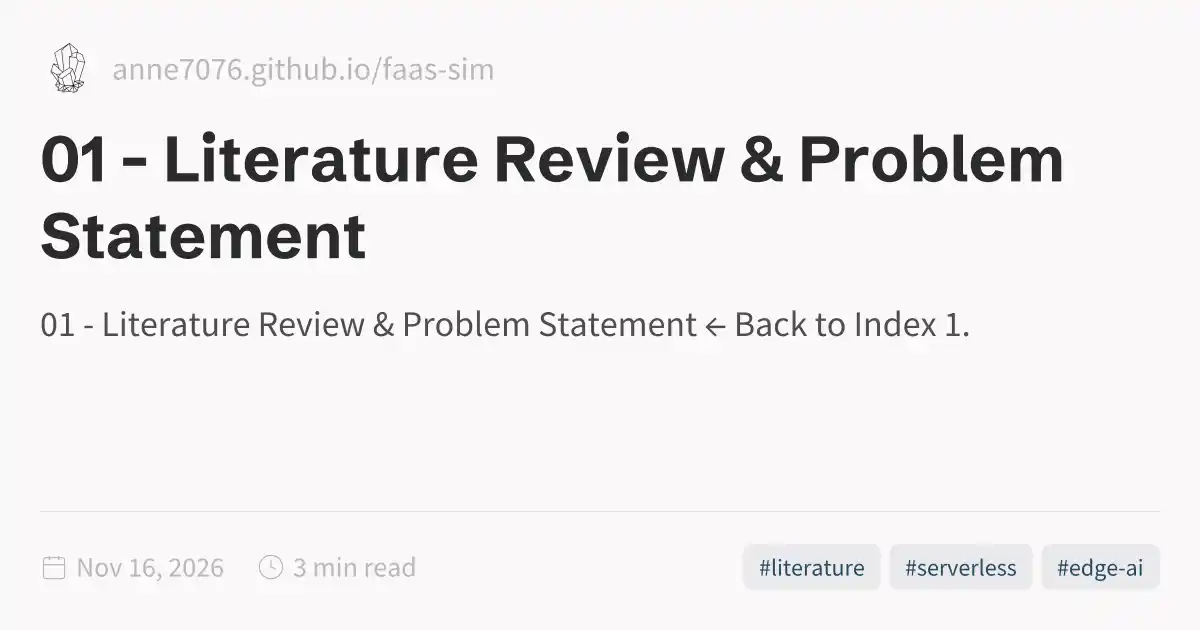 anne7076.github.io/faas-sim
01 - Literature Review & Problem
Statement
01 - Literature Review & Problem Statement ← Back to Index 1.
Nov 16, 2026
3 min read
#literature
#serverless
#edge-ai